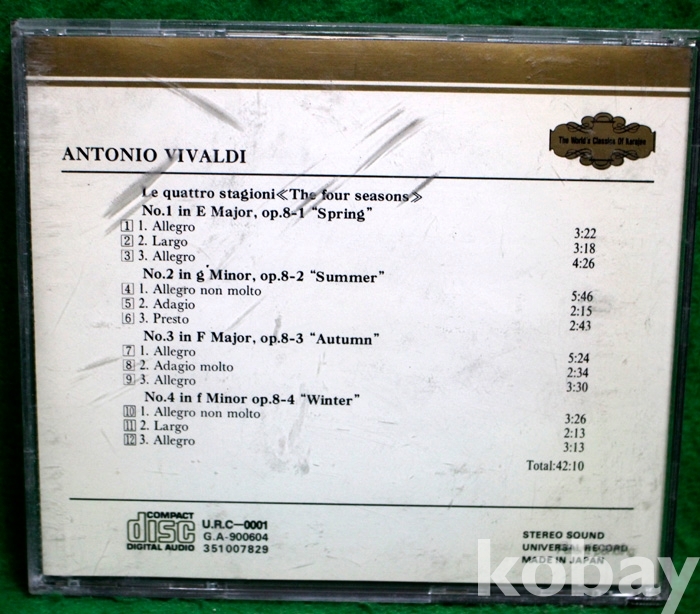 The World's Classics Of Karajan
ANTONIO VIVALDI
Le quattro stagioni≪The four seasons≫
No.1 in E Major, op.8-1 “Spring”
1 1. Allegro 3:22
2 2. Largo 3:18
3 3. Allegro 4:26
No.2 in g Minor, op.8-2 “Summer”
4 1. Allegro non molto 5:46
5 2. Adagio 2:15
6 3. Presto 2:43
No.3 in F Major, op.8-3 “Autumn”
7 1. Allegro 5:24
8 2. Adagio molto 2:34
9 3. Allegro 3:30
No.4 in f Minor op.8-4 “Winter”
10 1. Allegro non molto 3:26
11 2. Largo 2:13
12 3. Allegro 3:13
Total:42:10
COMPACT
disc
DIGITAL AUDIO
U.R.C—0001
G.A-900604
351007829
STEREO SOUND
UNIVERSAL RECORD
MADE IN JAPAN
kobay